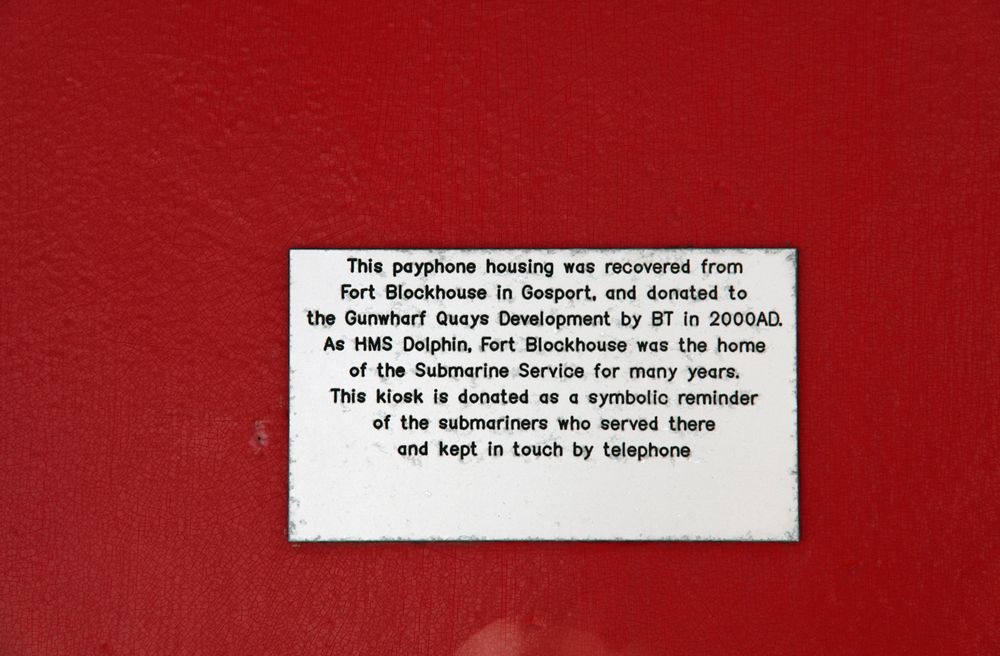 This payphone housing was recovered from
Fort Blockhouse in Gosport, and donated to
the Gunwharf Quays Development by BT in 2000AD.
As HMS Dolphin, Fort Blockhouse was the home
of the Submarine Service for many years.
This kiosk is donated as a symbolic reminder
of the submariners who served there
and kept in touch by telephone